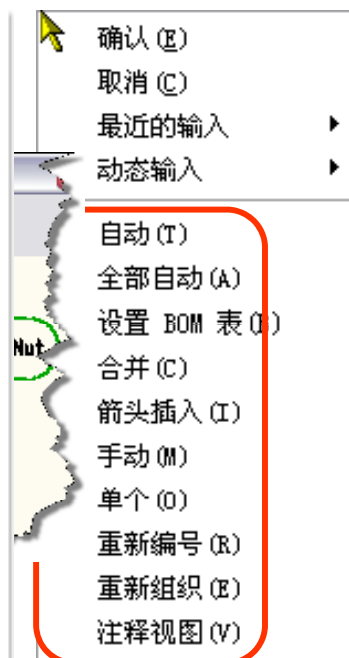 确认(E)
取消(C)
最近的输入
动态输入
自动(T)
全部自动(A)
设置 BOM 表(B)
Nut
合并(C)
箭头插入(I)
手动(M)
单个(O)
重新编号(R)
重新组织(E)
注释视图(V)